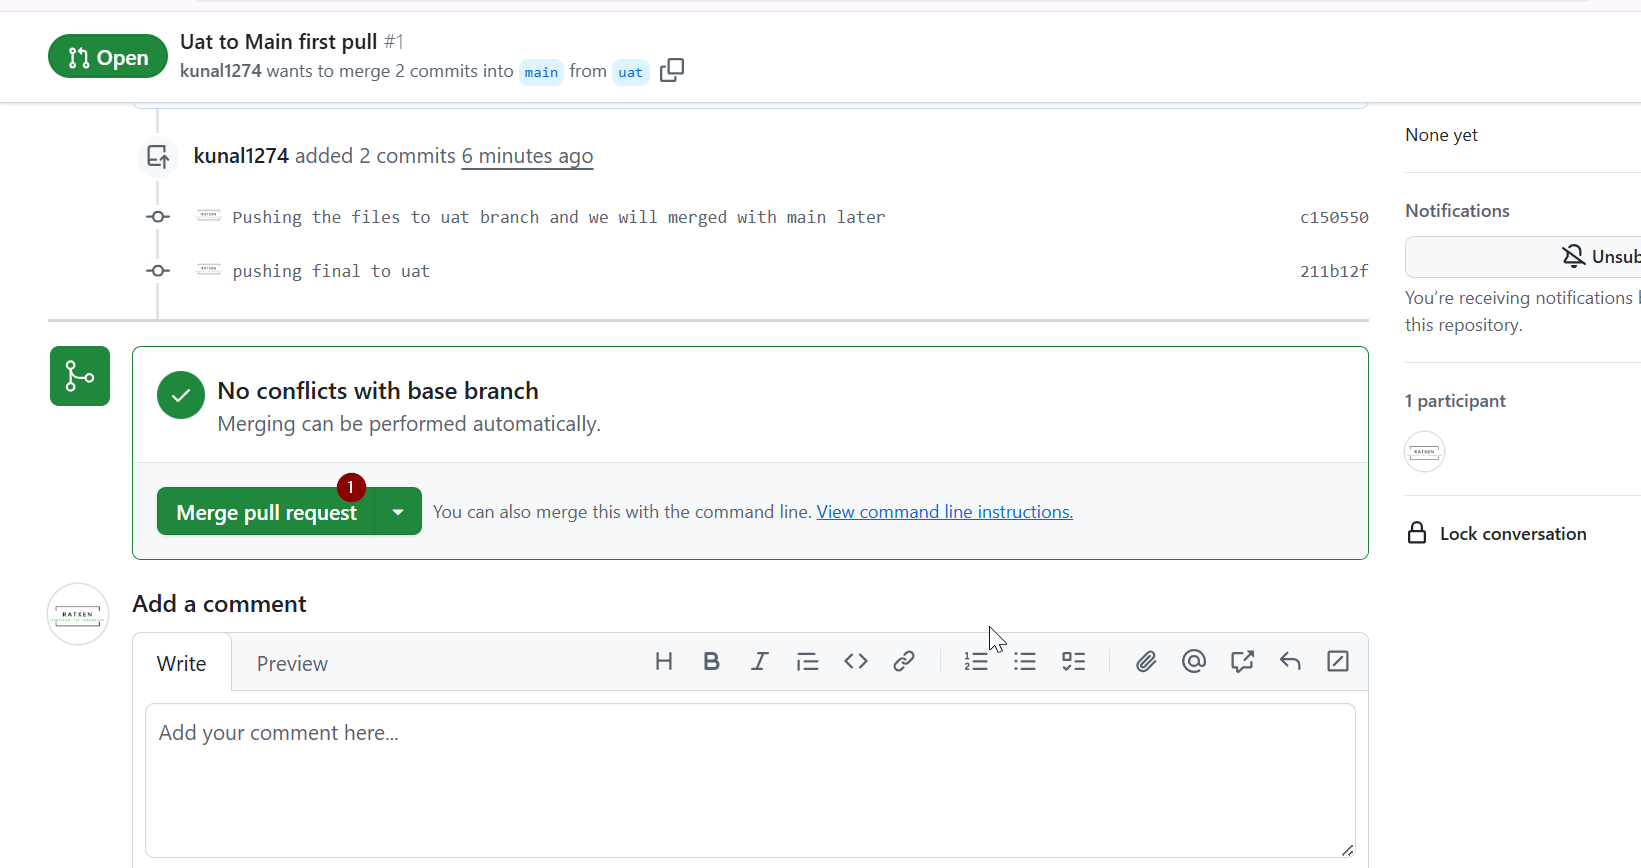 Open
Uat to Main first pull #1
kunal1274 wants to merge 2 commits into main from uat
None yet
kunal1274 added 2 commits 6 minutes ago
Pushing the files to uat branch and we will merged with main later c150550
pushing final to uat 211b12f
Notifications
Unsub
You're receiving notifications
this repository.
No conflicts with base branch
Merging can be performed automatically.
1 participant
RATXEN
1
Merge pull request
You can also merge this with the command line. View command line instructions.
Lock conversation
RATXEN
Add a comment
Write Preview
Add your comment here...